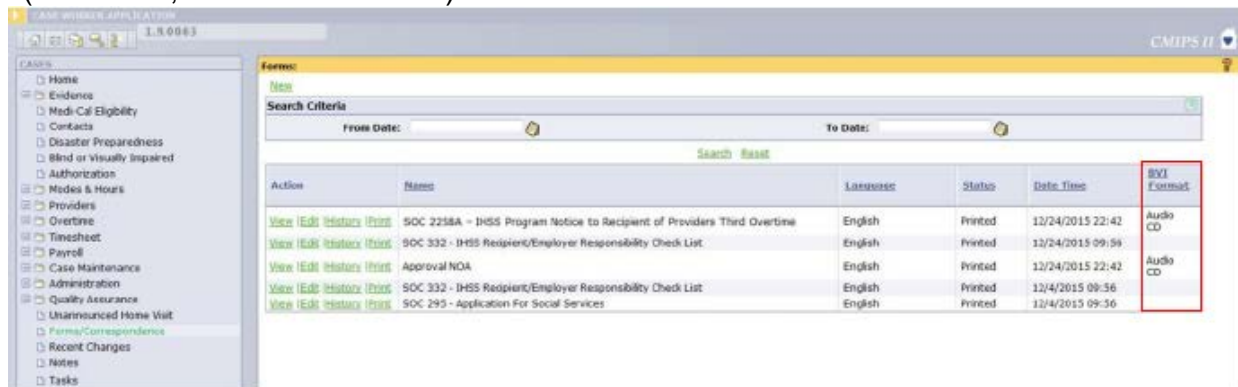 CASE WORKER APPLICATION
1.9.0063
CMIPS II
CASES
Home
Evidence
Medi-Cal Eligibility
Contacts
Disaster Preparedness
Blind or Visually Impaired
Authorization
Modes & Hours
Providers
Overtime
Timesheet
Payroll
Case Maintenance
Administration
Quality Assurance
Unannounced Home Visit
Forms/Correspondence
Recent Changes
Notes
Tasks
Forms:
New
Search Criteria
From Date: To Date:
Search Reset
Action Name Language Status Date Time BVI Format
View |Edit |History |Print SOC 2258A – IHSS Program Notice to Recipient of Providers Third Overtime English Printed 12/24/2015 22:42 Audio CD
View |Edit |History |Print SOC 332 - IHSS Recipient/Employer Responsibility Check List English Printed 12/24/2015 09:56
View |Edit |History |Print Approval NOA English Printed 12/24/2015 22:42 Audio CD
View |Edit |History |Print SOC 332 - IHSS Recipient/Employer Responsibility Check List English Printed 12/4/2015 09:56
View |Edit |History |Print SOC 295 - Application For Social Services English Printed 12/4/2015 09:56